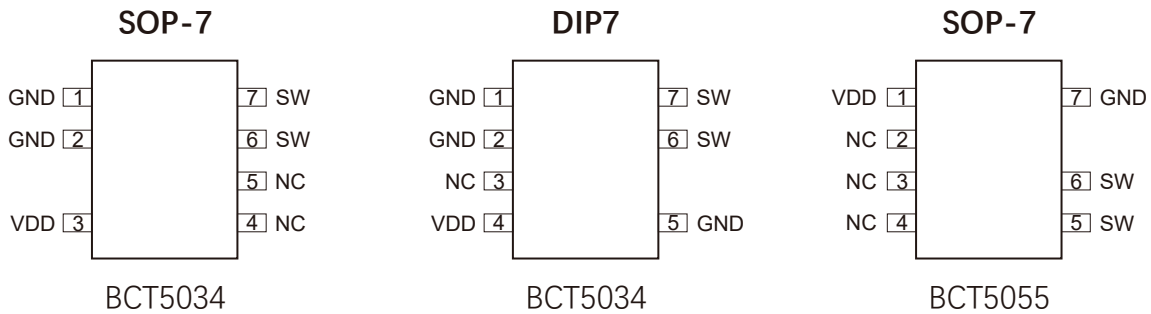 SOP-7
GND 1 7 SW
GND 2 6 SW
5 NC
VDD 3 4 NC
BCT5034
DIP7
GND 1 7 SW
GND 2 6 SW
NC 3
VDD 4 5 GND
BCT5034
SOP-7
VDD 1 7 GND
NC 2
NC 3 6 SW
NC 4 5 SW
BCT5055